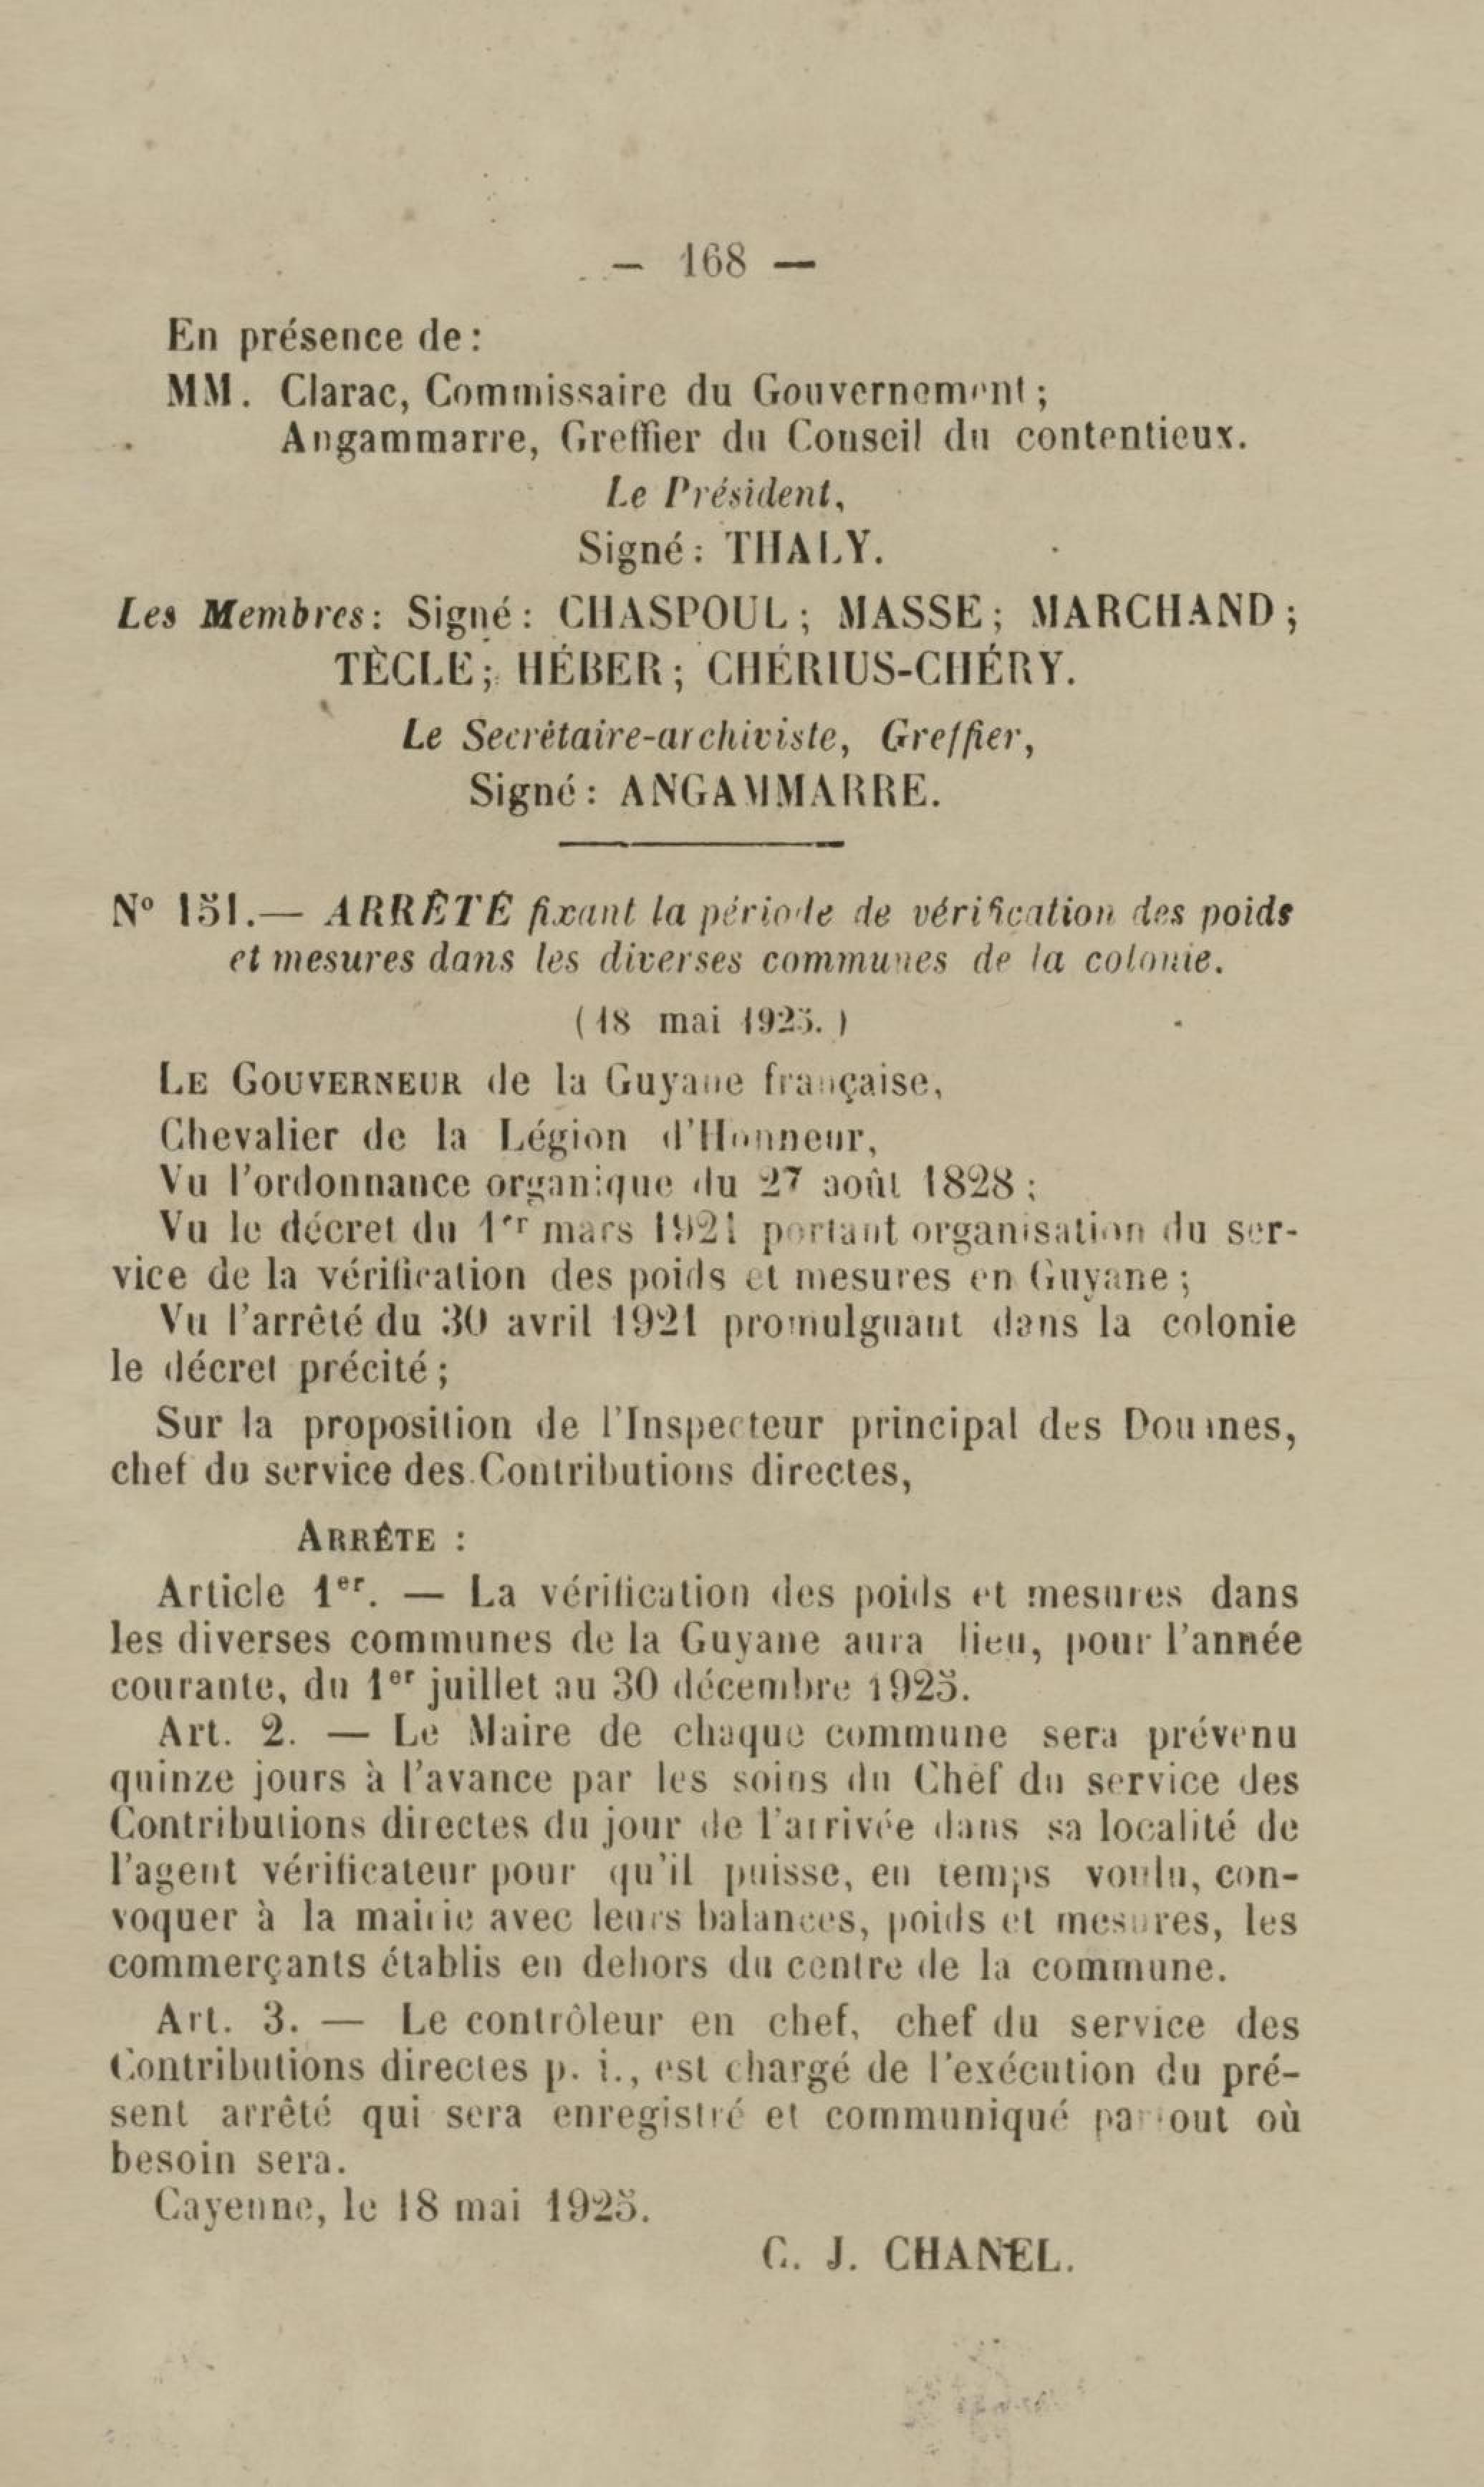 — 168 —
En présence de :
MM. Clarac, Commissaire du Gouvernement ;
Angammarre, Greffier du Conseil du contentieux.
Le Président,
Signé : THALY.
Les Membres : Signé : CHASPOUL ; MASSE ; MARCHAND ;
TÈCLE ; HÉBER ; CHÉRIUS-CHÉRY.
Le Secrétaire-archiviste, Greffier,
Signé : ANGAMMARRE.
N° 151. — ARRÊTÉ fixant la période de vérification des poids
et mesures dans les diverses communes de la colonie.
(18 mai 1925.)
LE GOUVERNEUR de la Guyane française,
Chevalier de la Légion d'Honneur,
Vu l'ordonnance organique du 27 août 1828 ;
Vu le décret du 1er mars 1921 portant organisation du ser-
vice de la vérification des poids et mesures en Guyane ;
Vu l'arrêté du 30 avril 1921 promulguant dans la colonie
le décret précité ;
Sur la proposition de l'Inspecteur principal des Douanes,
chef du service des Contributions directes,
ARRÊTE :
Article 1er. — La vérification des poids et mesures dans
les diverses communes de la Guyane aura lieu, pour l'année
courante, du 1er juillet au 30 décembre 1925.
Art. 2. — Le Maire de chaque commune sera prévenu
quinze jours à l'avance par les soins du Chef du service des
Contributions directes du jour de l'arrivée dans sa localité de
l'agent vérificateur pour qu'il puisse, en temps voulu, con-
voquer à la mairie avec leurs balances, poids et mesures, les
commerçants établis en dehors du centre de la commune.
Art. 3. — Le contrôleur en chef, chef du service des
Contributions directes p. i., est chargé de l'exécution du pré-
sent arrêté qui sera enregistré et communiqué partout où
besoin sera.
Cayenne, le 18 mai 1925.
C. J. CHANEL.